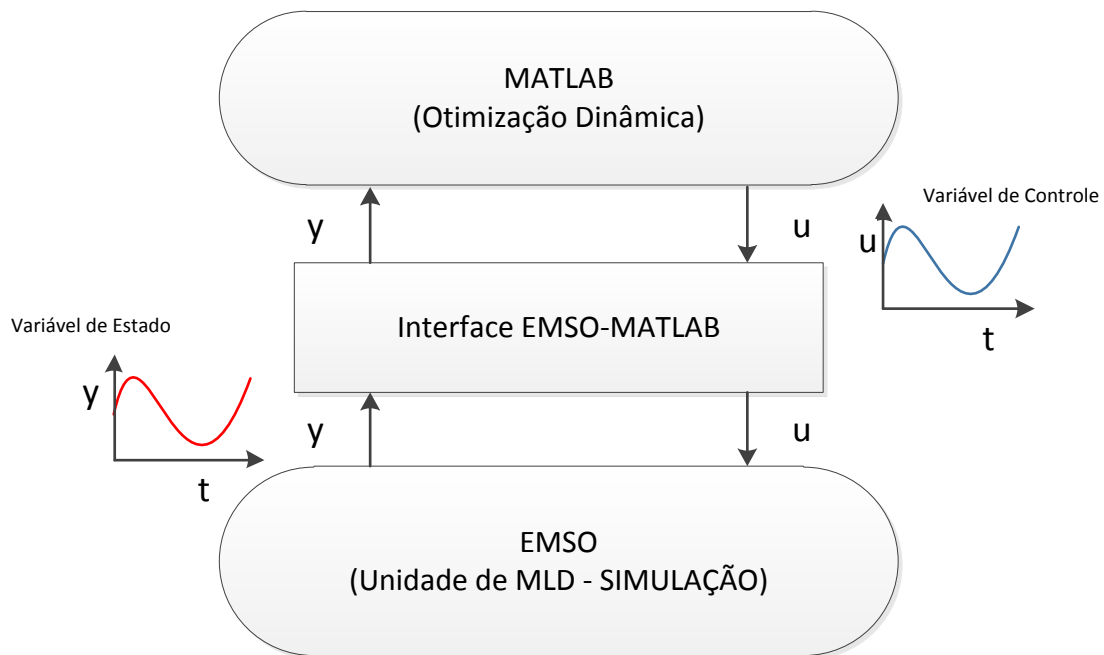 MATLAB
(Otimização Dinâmica)
y
u
Variável de Controle
u
t
Interface EMSO-MATLAB
Variável de Estado
y
t
y
u
EMSO
(Unidade de MLD - SIMULAÇÃO)